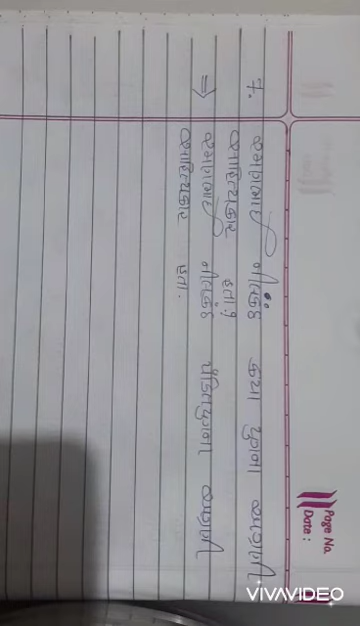 Page No.
Date :
7. રમણભાઈ નીલકંઠ કયા યુગના અગ્રણી
સાહિત્યકાર હતા?
⇒ રમણભાઈ નીલકંઠ પંડિતયુગના અગ્રણી
સાહિત્યકાર હતા.
VIVAVIDEO